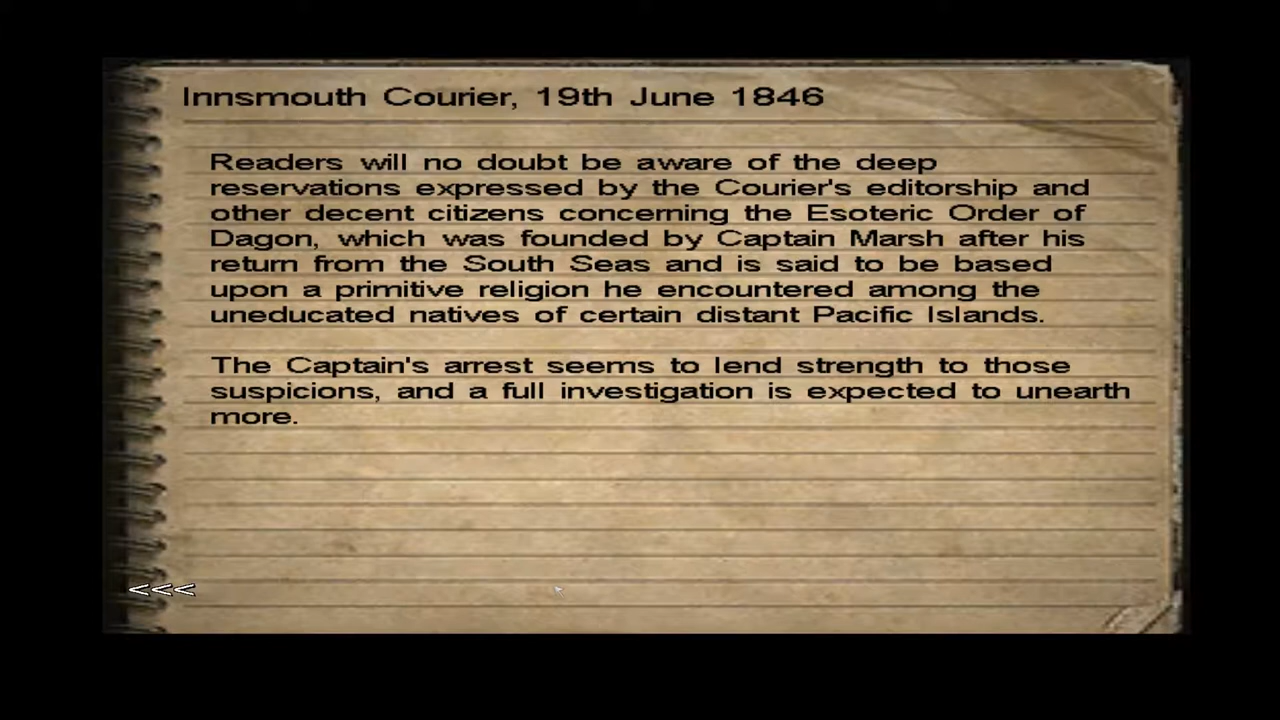 Innsmouth Courier, 19th June 1846
Readers will no doubt be aware of the deep
reservations expressed by the Courier's editorship and
other decent citizens concerning the Esoteric Order of
Dagon, which was founded by Captain Marsh after his
return from the South Seas and is said to be based
upon a primitive religion he encountered among the
uneducated natives of certain distant Pacific Islands.
The Captain's arrest seems to lend strength to those
suspicions, and a full investigation is expected to unearth
more.
<<<